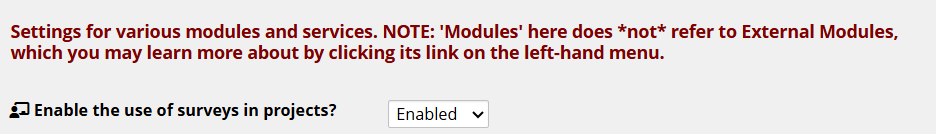 Settings for various modules and services. NOTE: 'Modules' here does *not* refer to External Modules,
which you may learn more about by clicking its link on the left-hand menu.
Enable the use of surveys in projects? Enabled